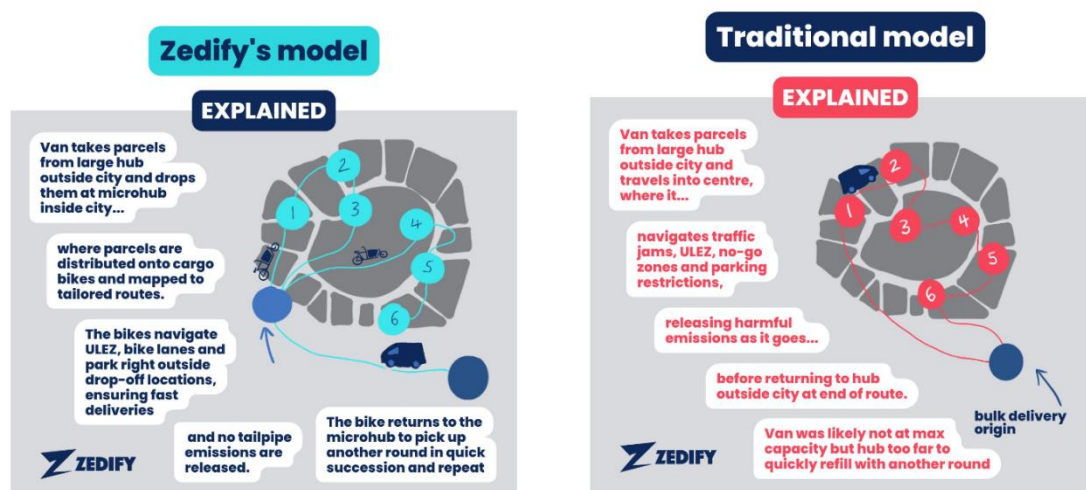 Zedify's model
EXPLAINED
Van takes parcels
from large hub
outside city and drops
them at microhub
inside city...
where parcels are
distributed onto cargo
bikes and mapped to
tailored routes.
The bikes navigate
ULEZ, bike lanes and
park right outside
drop-off locations,
ensuring fast
deliveries
and no tailpipe
emissions are
released.
The bike returns to the
microhub to pick up
another round in quick
succession and repeat
1
2
3
4
5
6
ZEDIFY
Traditional model
EXPLAINED
Van takes parcels
from large hub
outside city and
travels into centre,
where it...
navigates traffic
jams, ULEZ, no-go
zones and parking
restrictions,
releasing harmful
emissions as it goes...
before returning to hub
outside city at end of route.
Van was likely not at max
capacity but hub too far to
quickly refill with another round
1
2
3
4
5
6
bulk delivery
origin
ZEDIFY